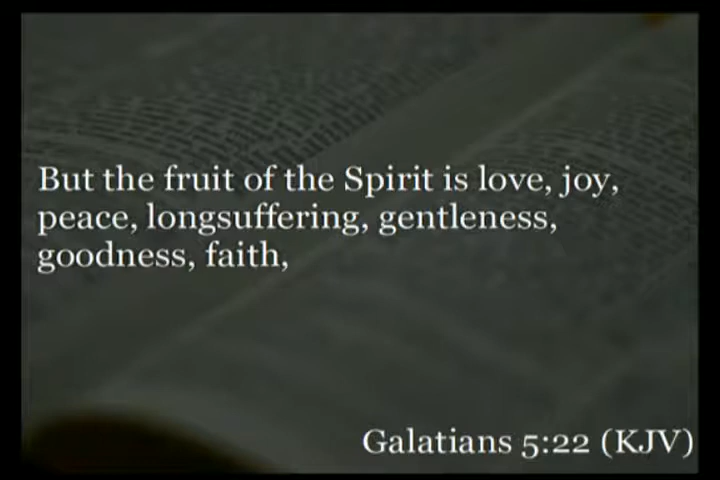 But the fruit of the Spirit is love, joy,
peace, longsuffering, gentleness,
goodness, faith,
Galatians 5:22 (KJV)